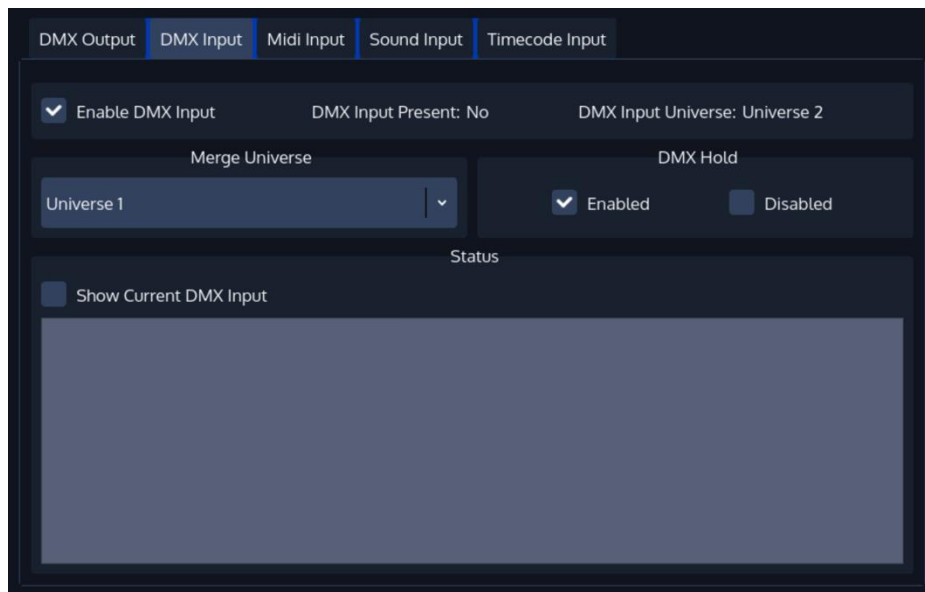 DMX Output DMX Input Midi Input Sound Input Timecode Input
Enable DMX Input DMX Input Present: No DMX Input Universe: Universe 2
Merge Universe DMX Hold
Universe 1 Enabled Disabled
Status
Show Current DMX Input